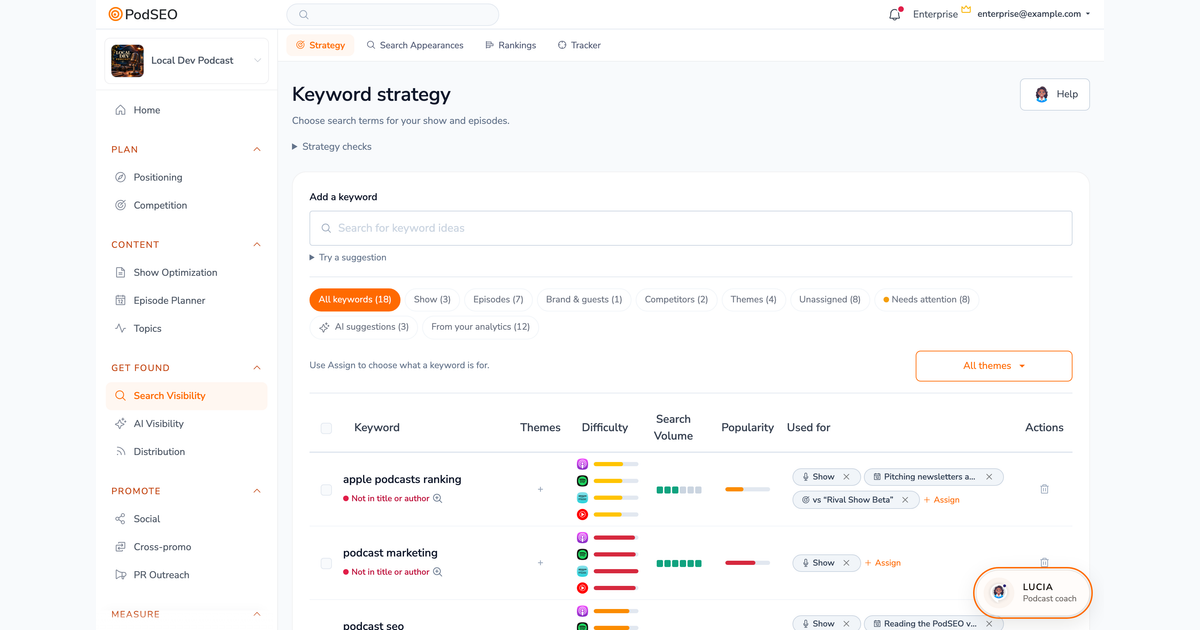 PodSEO
Enterprise
enterprise@example.com
Local Dev Podcast
Strategy
Search Appearances
Rankings
Tracker
Home
PLAN
Positioning
Competition
CONTENT
Show Optimization
Episode Planner
Topics
GET FOUND
Search Visibility
AI Visibility
Distribution
PROMOTE
Social
Cross-promo
PR Outreach
MEASURE
Keyword strategy
Help
Choose search terms for your show and episodes.
Strategy checks
Add a keyword
Search for keyword ideas
Try a suggestion
All keywords (18)
Show (3)
Episodes (7)
Brand & guests (1)
Competitors (2)
Themes (4)
Unassigned (8)
Needs attention (8)
AI suggestions (3)
From your analytics (12)
Use Assign to choose what a keyword is for.
All themes
Keyword
Themes
Difficulty
Search
Volume
Popularity
Used for
Actions
apple podcasts ranking
Not in title or author
+
Show
Pitching newsletters a...
vs “Rival Show Beta”
+ Assign
podcast marketing
Not in title or author
+
Show
+ Assign
podcast seo
Show
Reading the PodSEO v...
LUCIA
Podcast coach